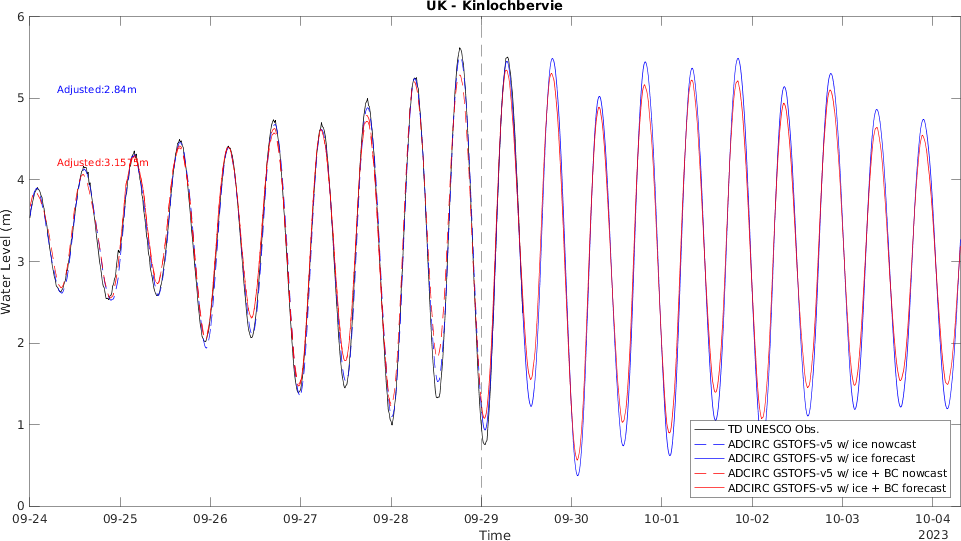 UK - Kinlochbervie
Water Level (m)
6
5
4
3
2
1
0
Adjusted:2.84m
Adjusted:3.1575m
TD UNESCO Obs.
ADCIRC GSTOFS-v5 w/ ice nowcast
ADCIRC GSTOFS-v5 w/ ice forecast
ADCIRC GSTOFS-v5 w/ ice + BC nowcast
ADCIRC GSTOFS-v5 w/ ice + BC forecast
09-24 09-25 09-26 09-27 09-28 09-29 09-30 10-01 10-02 10-03 10-04
Time
2023